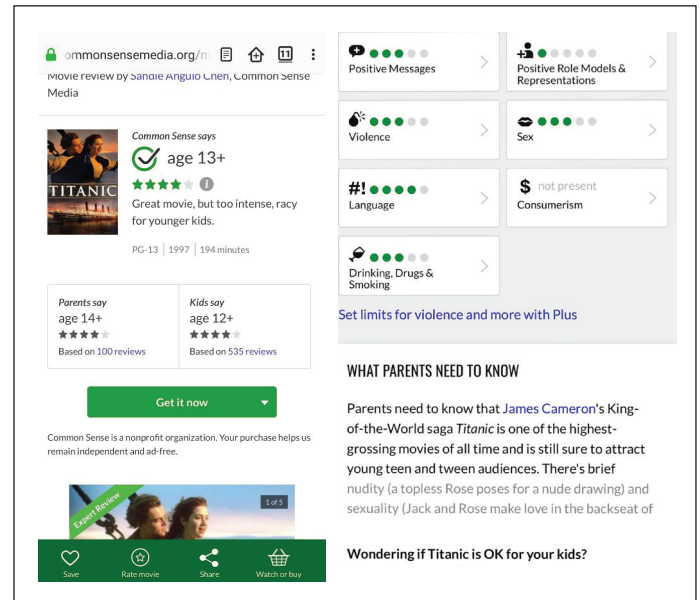 ommonsensemedia.org/m
11
Movie review by Sandie Angulo Chen, Common Sense
Media
TITANIC
Common Sense says
age 13+
Great movie, but too intense, racy
for younger kids.
PG-13 | 1997 | 194 minutes
Parents say
age 14+
Based on 100 reviews
Kids say
age 12+
Based on 535 reviews
Get it now
Common Sense is a nonprofit organization. Your purchase helps us
remain independent and ad-free.
Expert Review
1 of 5
Save
Rate movie
Share
Watch or buy
Positive Messages
Positive Role Models &
Representations
Violence
Sex
#!
Language
$ not present
Consumerism
Drinking, Drugs &
Smoking
Set limits for violence and more with Plus
WHAT PARENTS NEED TO KNOW
Parents need to know that James Cameron's King-
of-the-World saga Titanic is one of the highest-
grossing movies of all time and is still sure to attract
young teen and tween audiences. There's brief
nudity (a topless Rose poses for a nude drawing) and
sexuality (Jack and Rose make love in the backseat of
Wondering if Titanic is OK for your kids?